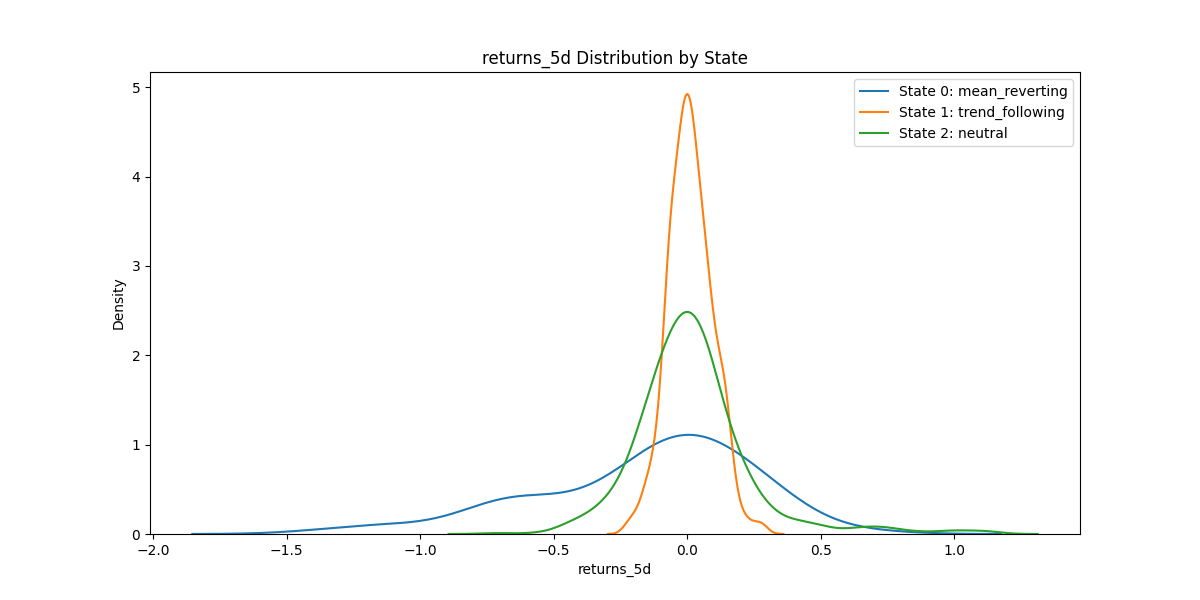 returns_5d Distribution by State
State 0: mean_reverting
State 1: trend_following
State 2: neutral
Density
5
4
3
2
1
0
−2.0 −1.5 −1.0 −0.5 0.0 0.5 1.0
returns_5d